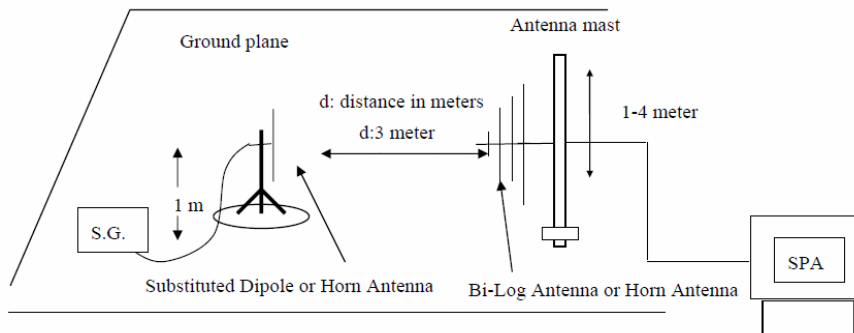 Antenna mast
Ground plane
d: distance in meters
d:3 meter
1-4 meter
1 m
S.G.
SPA
Substituted Dipole or Horn Antenna
Bi-Log Antenna or Horn Antenna